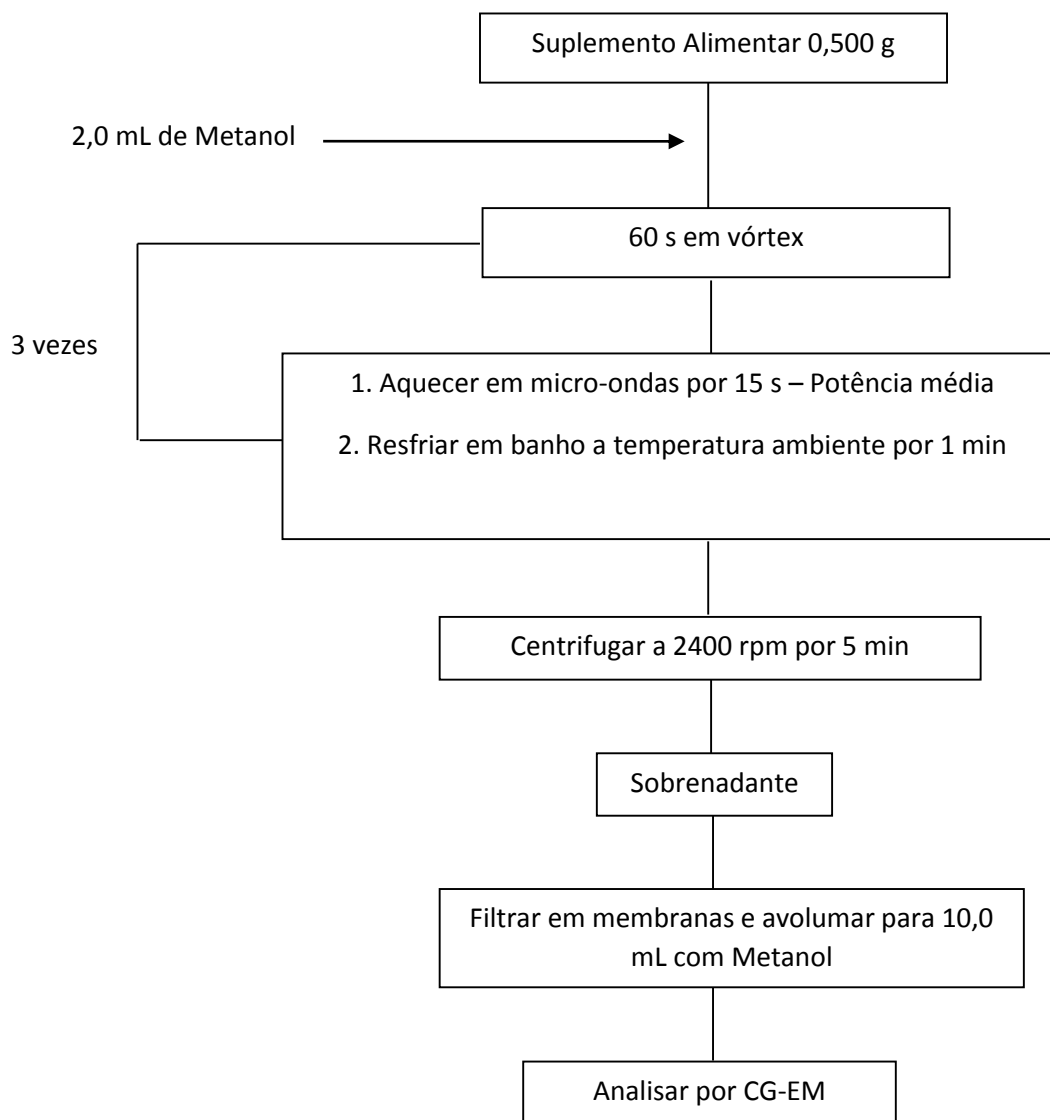 Suplemento Alimentar 0,500 g
2,0 mL de Metanol
60 s em vórtex
3 vezes
1. Aquecer em micro-ondas por 15 s – Potência média
2. Resfriar em banho a temperatura ambiente por 1 min
Centrifugar a 2400 rpm por 5 min
Sobrenadante
Filtrar em membranas e avolumar para 10,0
mL com Metanol
Analisar por CG-EM